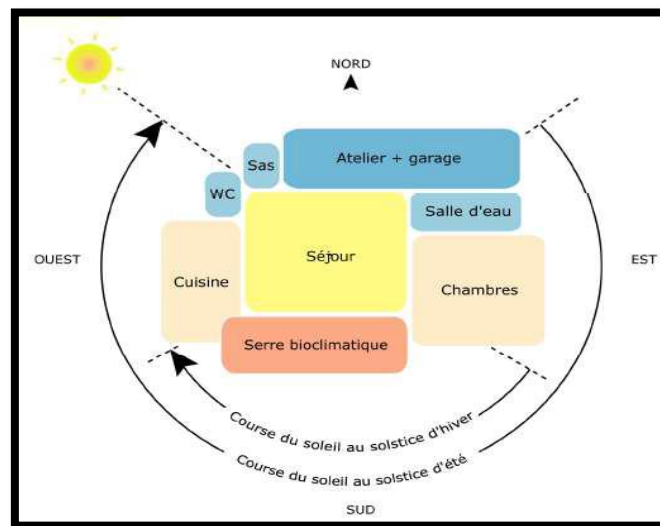 NORD
Sas
Atelier + garage
WC
Salle d'eau
OUEST
Séjour
EST
Cuisine
Chambres
Serre bioclimatique
Course du soleil au solstice d'hiver
Course du soleil au solstice d'été
SUD